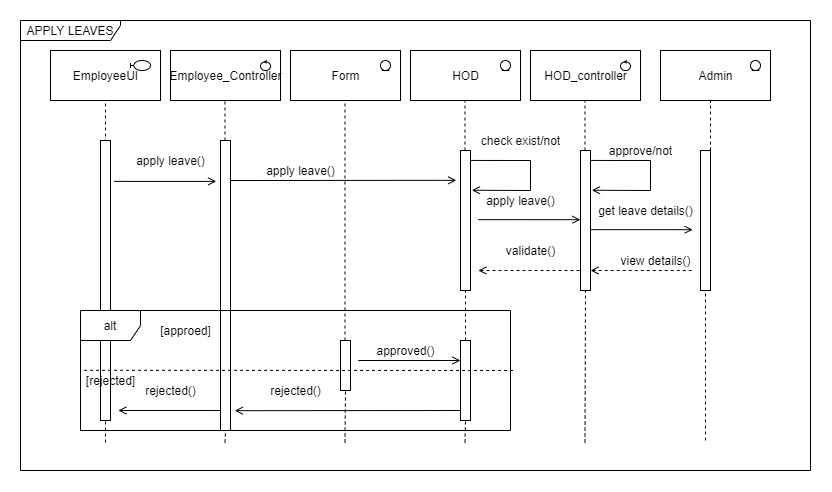 APPLY LEAVES
EmployeeUI
Employee_Controller
Form
HOD
HOD_controller
Admin
check exist/not
approve/not
apply leave()
apply leave()
apply leave()
get leave details()
validate()
view details()
alt
[approed]
approved()
[rejected]
rejected()
rejected()